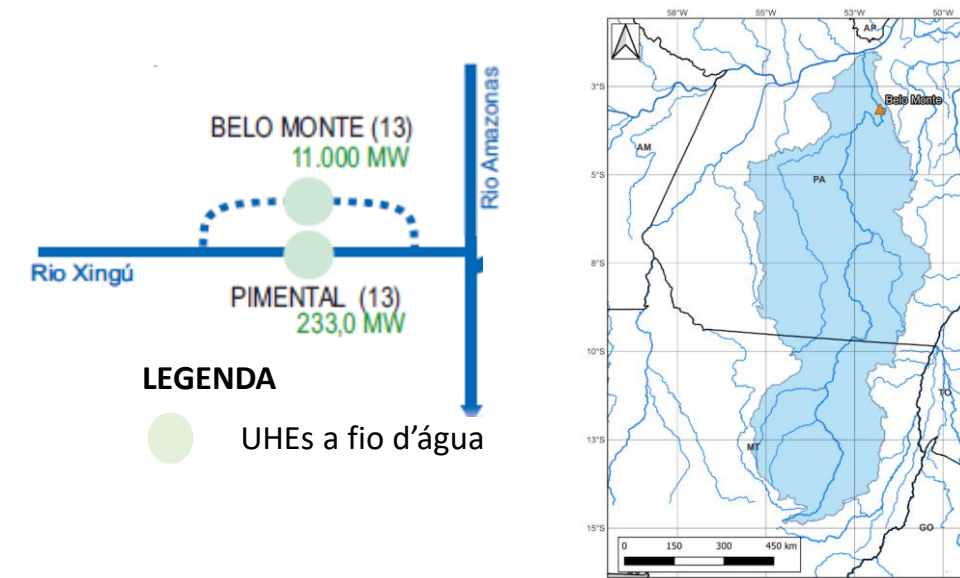 BELO MONTE (13)
11.000 MW
Rio Amazonas
Rio Xingú
PIMENTAL (13)
233,0 MW
LEGENDA
UHEs a fio d'água
58°W
55°W
53°W
50°W
AP
3°S
Belo Monte
AM
5°S
PA
8°S
10°S
TO
13°S
MT
15°S
GO
0 150 300 450 km